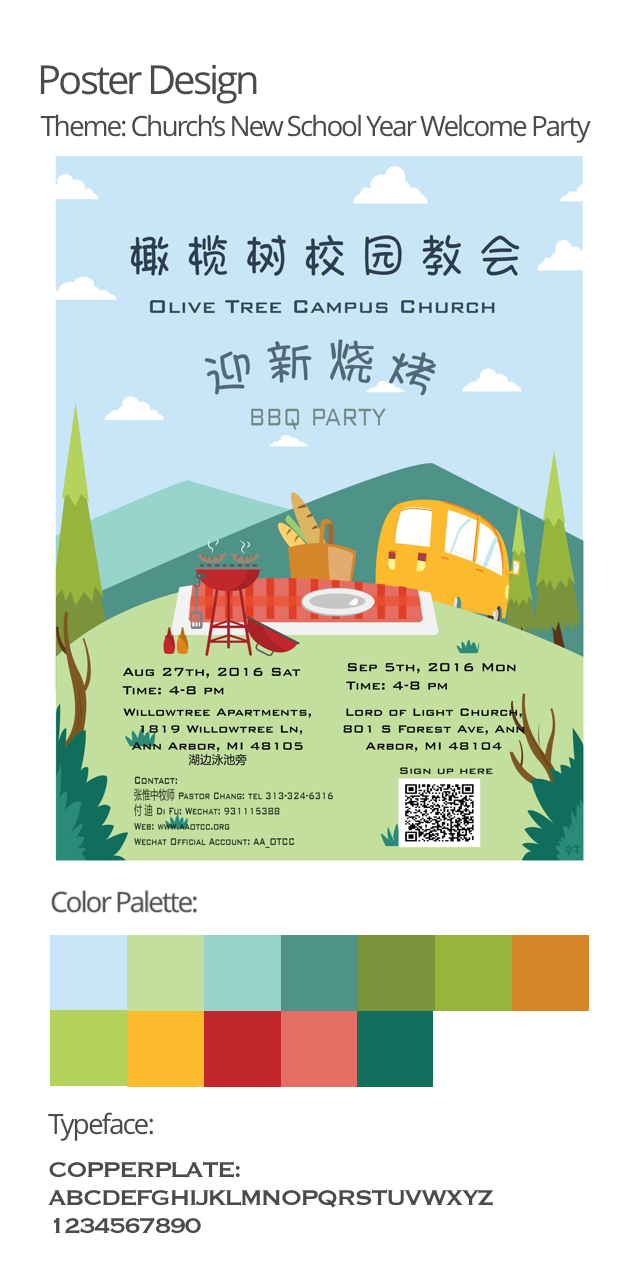 Poster Design
Theme: Church's New School Year Welcome Party
橄榄树校园教会
OLIVE TREE CAMPUS CHURCH
迎新烧烤
BBQ PARTY
AUG 27TH, 2016 SAT
TIME: 4-8 PM
WILLOWTREE APARTMENTS,
1819 WILLOWTREE LN,
ANN ARBOR, MI 48105
湖边泳池旁
SEP 5TH, 2016 MON
TIME: 4-8 PM
LORD OF LIGHT CHURCH,
801 S FOREST AVE, ANN
ARBOR, MI 48104
SIGN UP HERE
CONTACT:
张惟中牧师 PASTOR CHANG: TEL 313-324-6316
付迪 DI FU: WECHAT: 931115388
WEB: WWW.AAOTCC.ORG
WECHAT OFFICIAL ACCOUNT: AA_OTCC
Color Palette:
Typeface:
COPPERPLATE:
ABCDEFGHIJKLMNOPQRSTUVWXYZ
1234567890